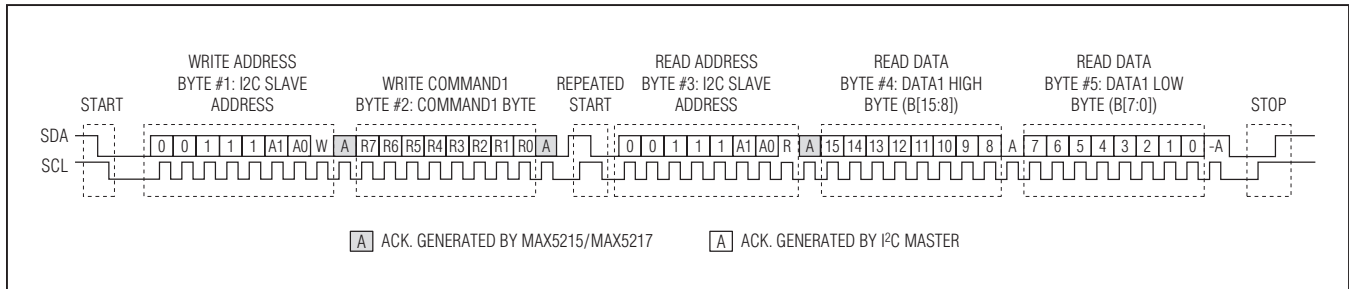 WRITE ADDRESS
BYTE #1: I2C SLAVE
ADDRESS
WRITE COMMAND1
BYTE #2: COMMAND1 BYTE
REPEATED
START
READ ADDRESS
BYTE #3: I2C SLAVE
ADDRESS
READ DATA
BYTE #4: DATA1 HIGH
BYTE (B[15:8])
READ DATA
BYTE #5: DATA1 LOW
BYTE (B[7:0])
START
STOP
SDA
0 0 1 1 1 A1 A0 W A R7 R6 R5 R4 R3 R2 R1 R0 A 0 0 1 1 1 A1 A0 R A 15 14 13 12 11 10 9 8 A 7 6 5 4 3 2 1 0 ~A
SCL
A ACK. GENERATED BY MAX5215/MAX5217
A ACK. GENERATED BY I²C MASTER